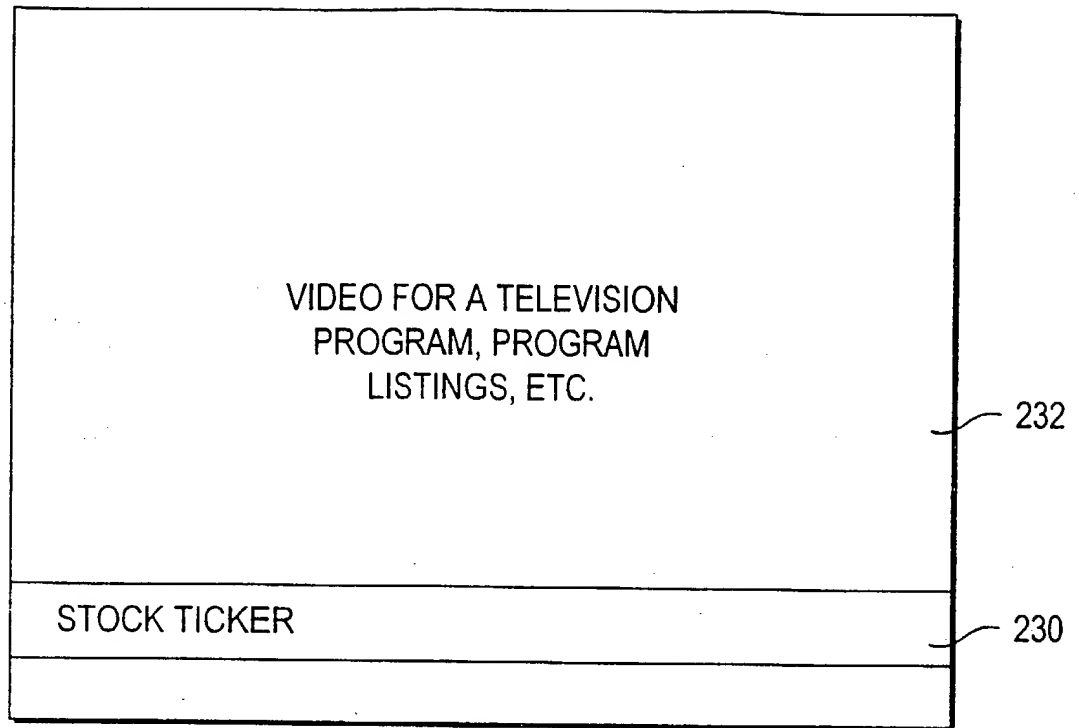 VIDEO FOR A TELEVISION
PROGRAM, PROGRAM
LISTINGS, ETC.
232
STOCK TICKER
230